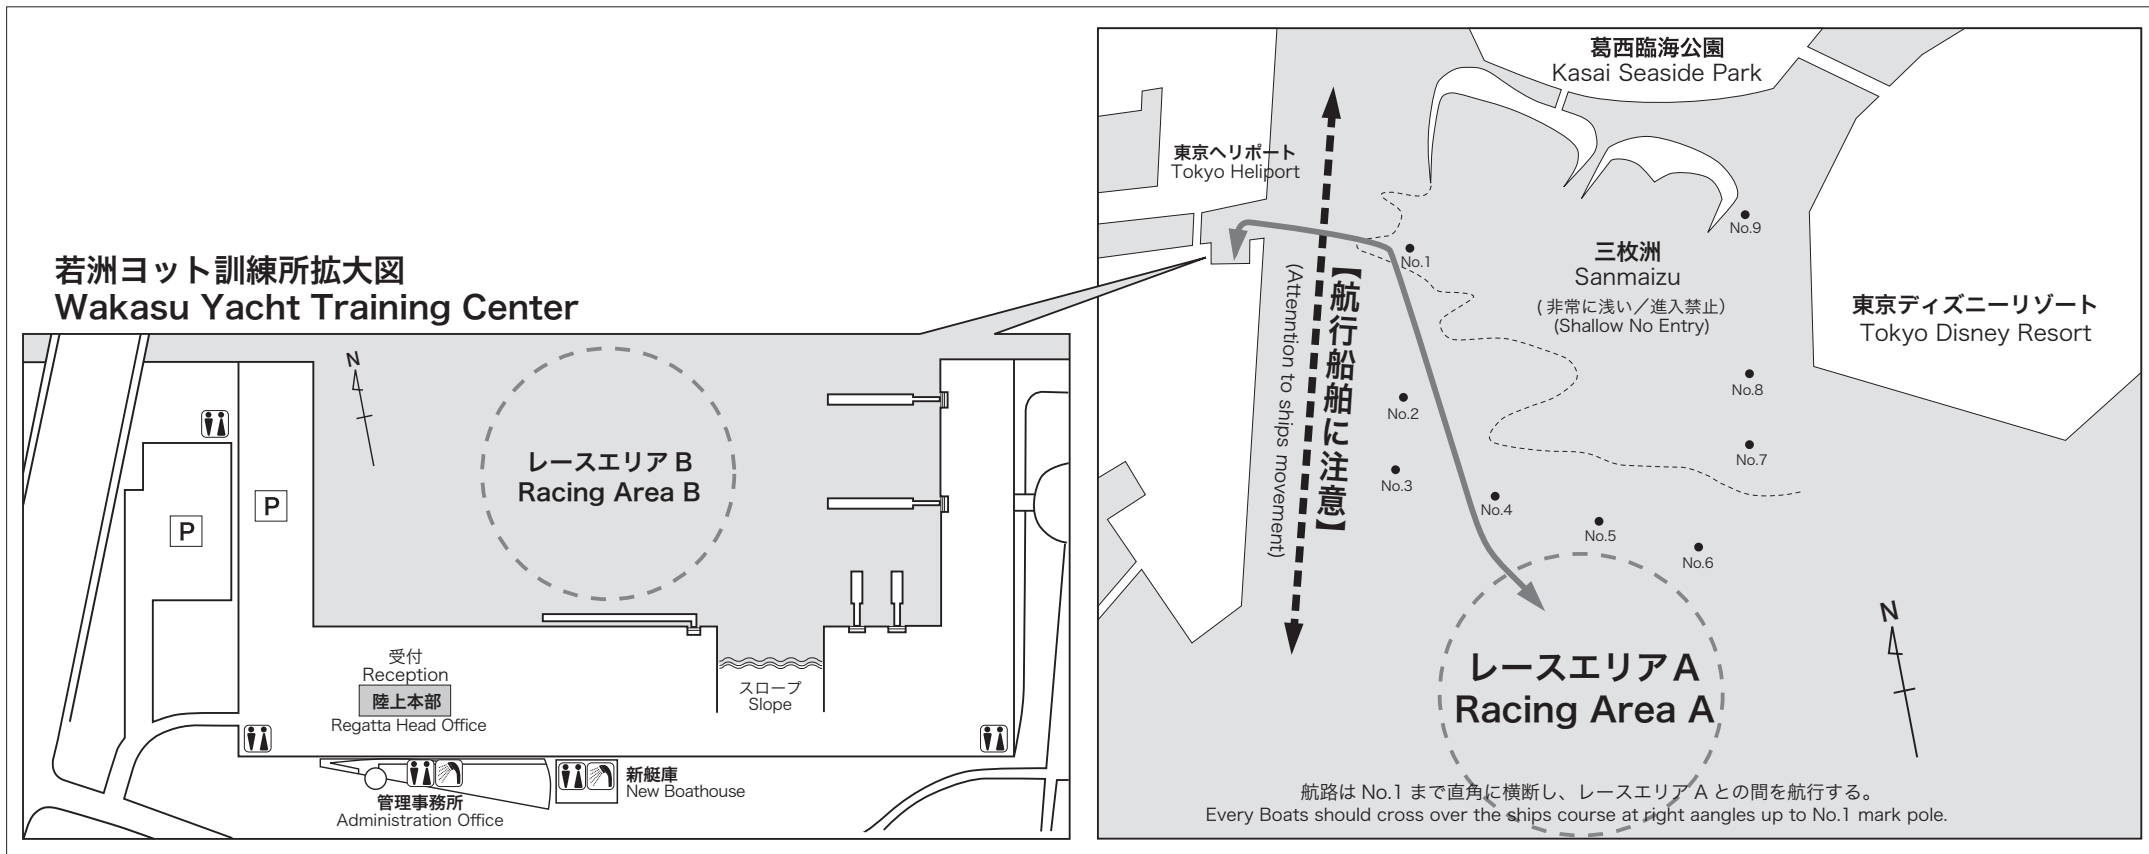 若洲ヨット訓練所拡大図
Wakasu Yacht Training Center
N
レースエリア B
Racing Area B
P
P
受付
Reception
陸上本部
Regatta Head Office
スロープ
Slope
管理事務所
Administration Office
新艇庫
New Boathouse
葛西臨海公園
Kasai Seaside Park
東京ヘリポート
Tokyo Heliport
No.9
No.1
三枚洲
Sanmaizu
(非常に浅い／進入禁止)
(Shallow No Entry)
東京ディズニーリゾート
Tokyo Disney Resort
【航行船舶に注意】
(Attenntion to ships movement)
No.8
No.2
No.7
No.3
No.4
No.5
No.6
N
レースエリア A
Racing Area A
航路は No.1 まで直角に横断し、レースエリア A との間を航行する。
Every Boats should cross over the ships course at right aangles up to No.1 mark pole.